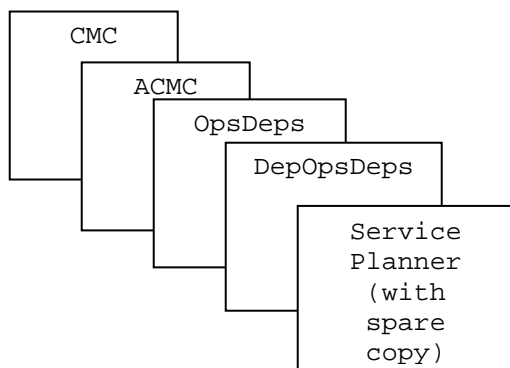 CMC
ACMC
OpsDeps
DepOpsDeps
Service
Planner
(with
spare
copy)